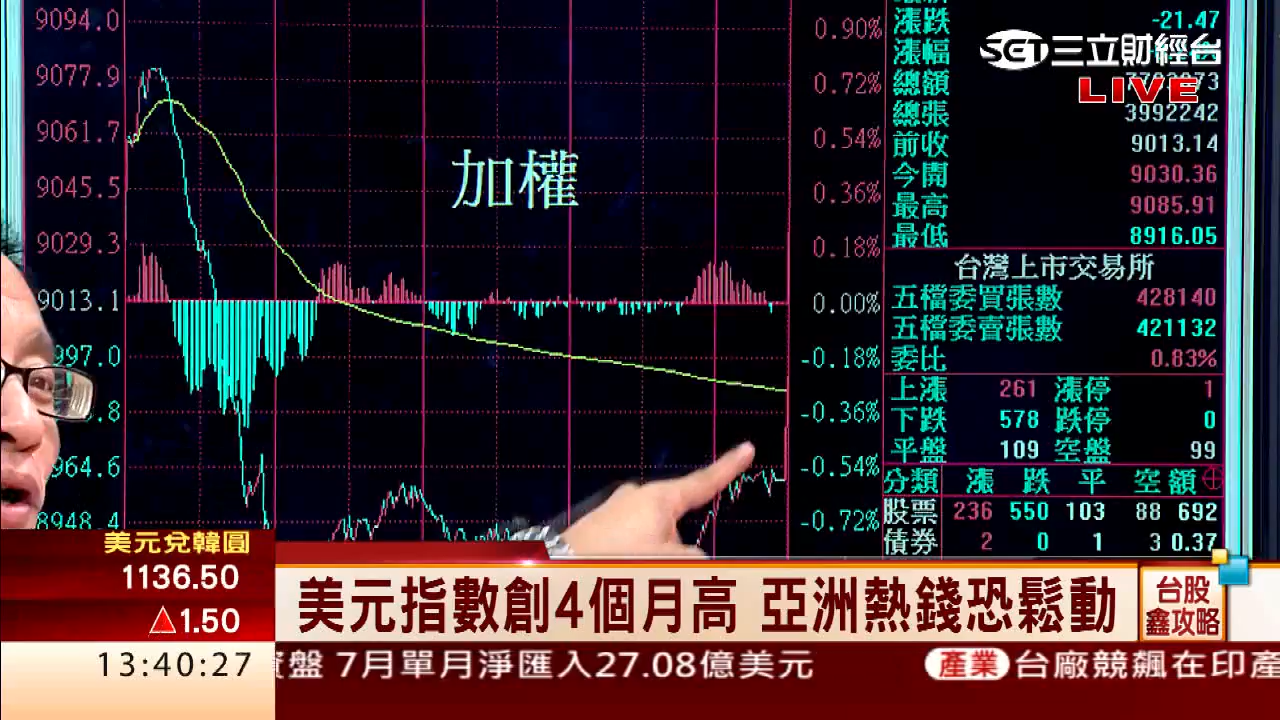 9094.0
9077.9
9061.7
9045.5
9029.3
9013.1
997.0
.8
964.6
8948.4
加權
0.90%
0.72%
0.54%
0.36%
0.18%
0.00%
-0.18%
-0.36%
-0.54%
-0.72%
漲跌 -21.47
漲幅
總額
總張 3992242
前收 9013.14
今開 9030.36
最高 9085.91
最低 8916.05
台灣上市交易所
五檔委買張數 428140
五檔委賣張數 421132
委比 0.83%
上漲 261 漲停 1
下跌 578 跌停 0
平盤 109 空盤 99
分類 漲 跌 平 空 額
股票 236 550 103 88 692
債券 2 0 1 3 0.37
SET三立財經台
LIVE
美元兌韓圓
1136.50
▲1.50
13:40:27
美元指數創4個月高 亞洲熱錢恐鬆動
台股
鑫攻略
資盤 7月單月淨匯入27.08億美元
產業 台廠競飆在印產